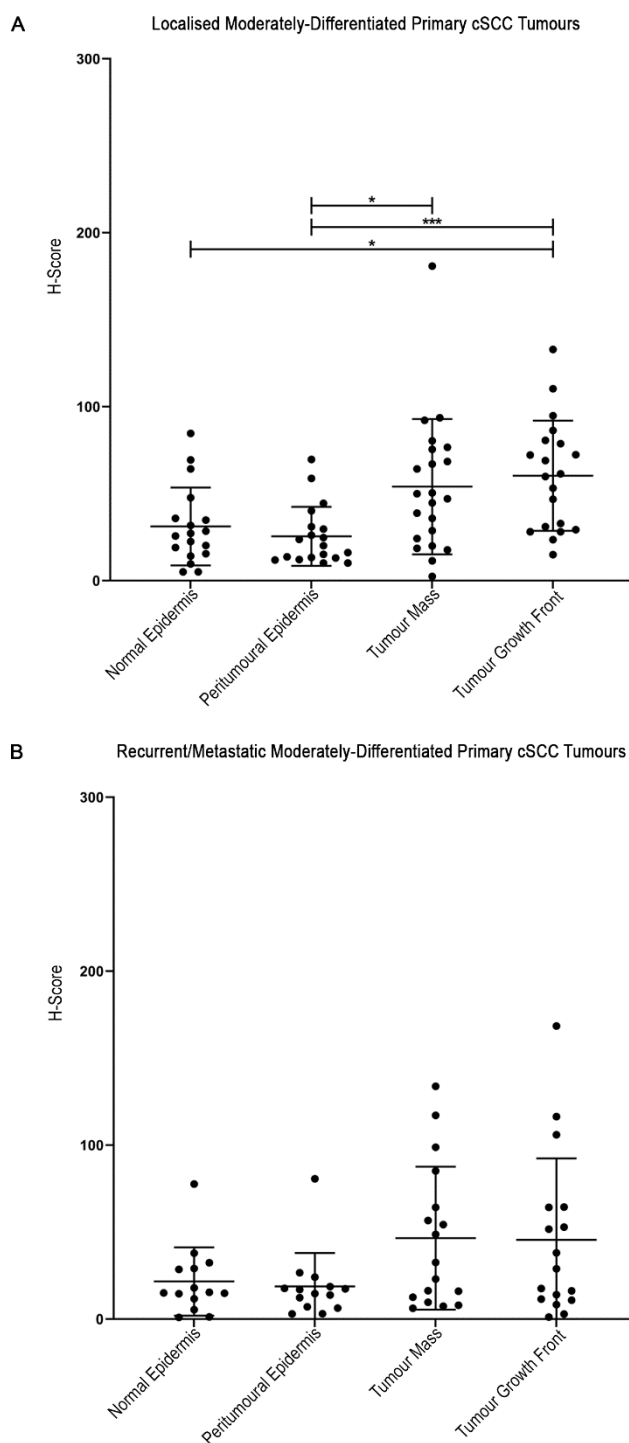 A
Localised Moderately-Differentiated Primary cSCC Tumours
300
200
100
0
H-Score
*
***
*
Normal Epidermis
Peritumoural Epidermis
Tumour Mass
Tumour Growth Front
B
Recurrent/Metastatic Moderately-Differentiated Primary cSCC Tumours
300
200
100
0
H-Score
Normal Epidermis
Peritumoural Epidermis
Tumour Mass
Tumour Growth Front